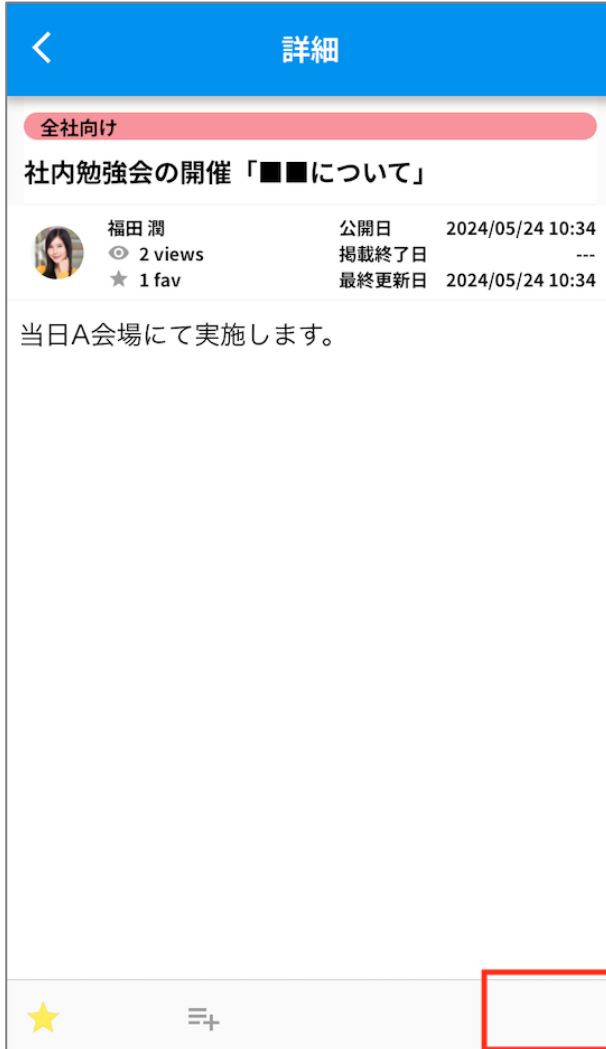 詳細
全社向け
社内勉強会の開催「■■について」
福田 潤
2 views
1 fav
公開日 2024/05/24 10:34
掲載終了日 ---
最終更新日 2024/05/24 10:34
当日A会場にて実施します。